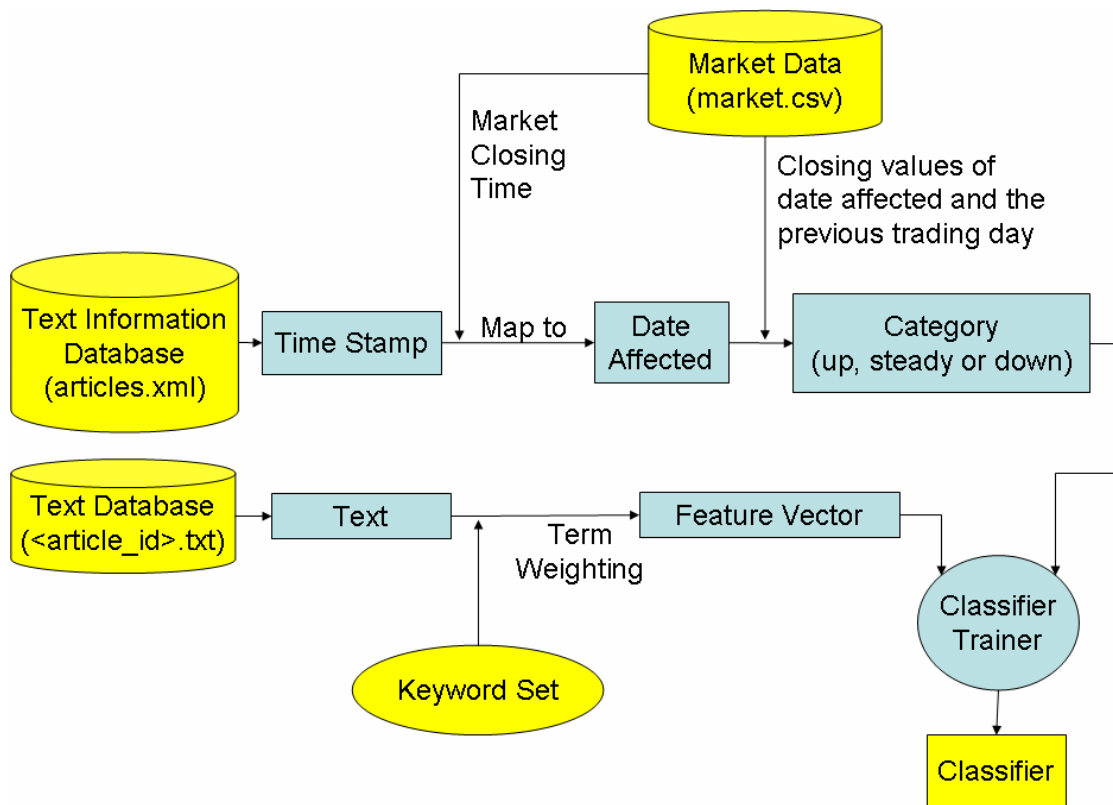 Market Data
(market.csv)
Market
Closing
Time
Closing values of
date affected and the
previous trading day
Text Information
Database
(articles.xml)
Time Stamp
Map to
Date
Affected
Category
(up, steady or down)
Text Database
(<article_id>.txt)
Text
Term
Weighting
Feature Vector
Keyword Set
Classifier
Trainer
Classifier